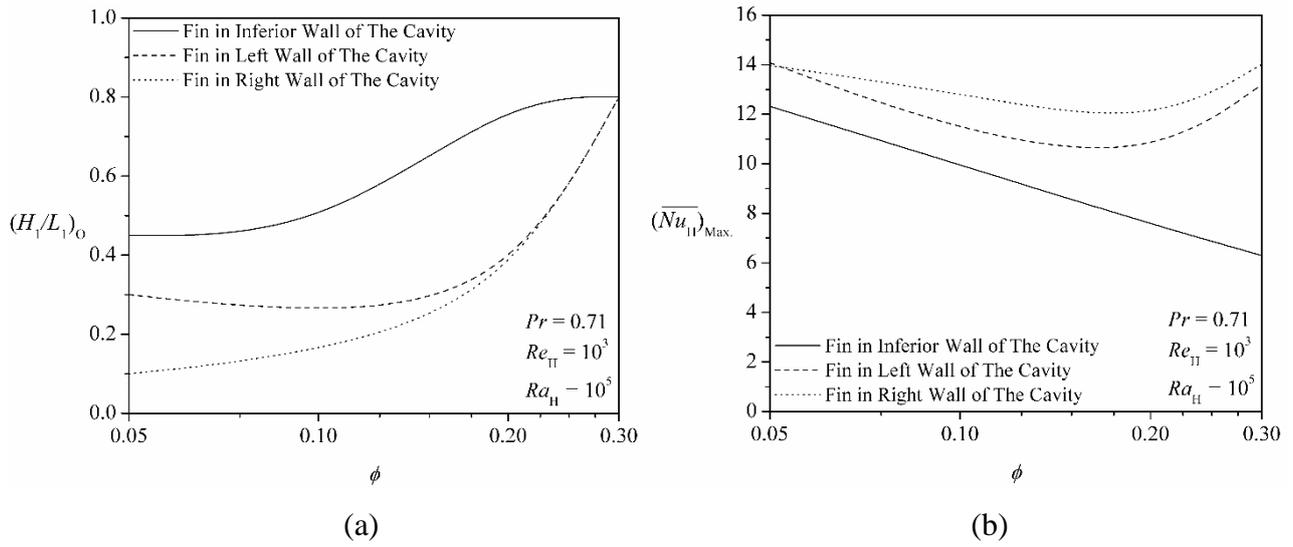 1.0
Fin in Inferior Wall of The Cavity
Fin in Left Wall of The Cavity
Fin in Right Wall of The Cavity
0.8
0.6
(H₁/L₁)O
0.4
0.2
0.0
Pr = 0.71
ReH = 10³
RaH = 10⁵
0.05 0.10 0.20 0.30
ϕ
(a)
16
14
12
10
(NuH)Max.
8
6
4
2
0
Pr = 0.71
ReH = 10³
RaH = 10⁵
Fin in Inferior Wall of The Cavity
Fin in Left Wall of The Cavity
Fin in Right Wall of The Cavity
0.05 0.10 0.20 0.30
ϕ
(b)